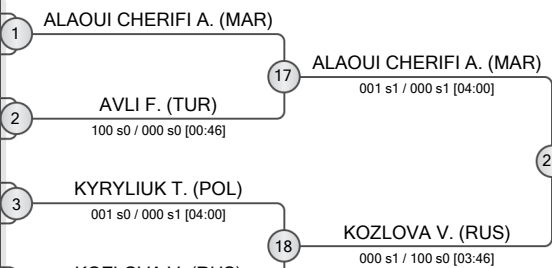 ALAOUI CHERIFI A. (MAR)
1
17
ALAOUI CHERIFI A. (MAR)
001 s1 / 000 s1 [04:00]
AVLI F. (TUR)
2
100 s0 / 000 s0 [00:46]
KYRYLIUK T. (POL)
3
001 s0 / 000 s1 [04:00]
18
KOZLOVA V. (RUS)
000 s1 / 100 s0 [03:46]